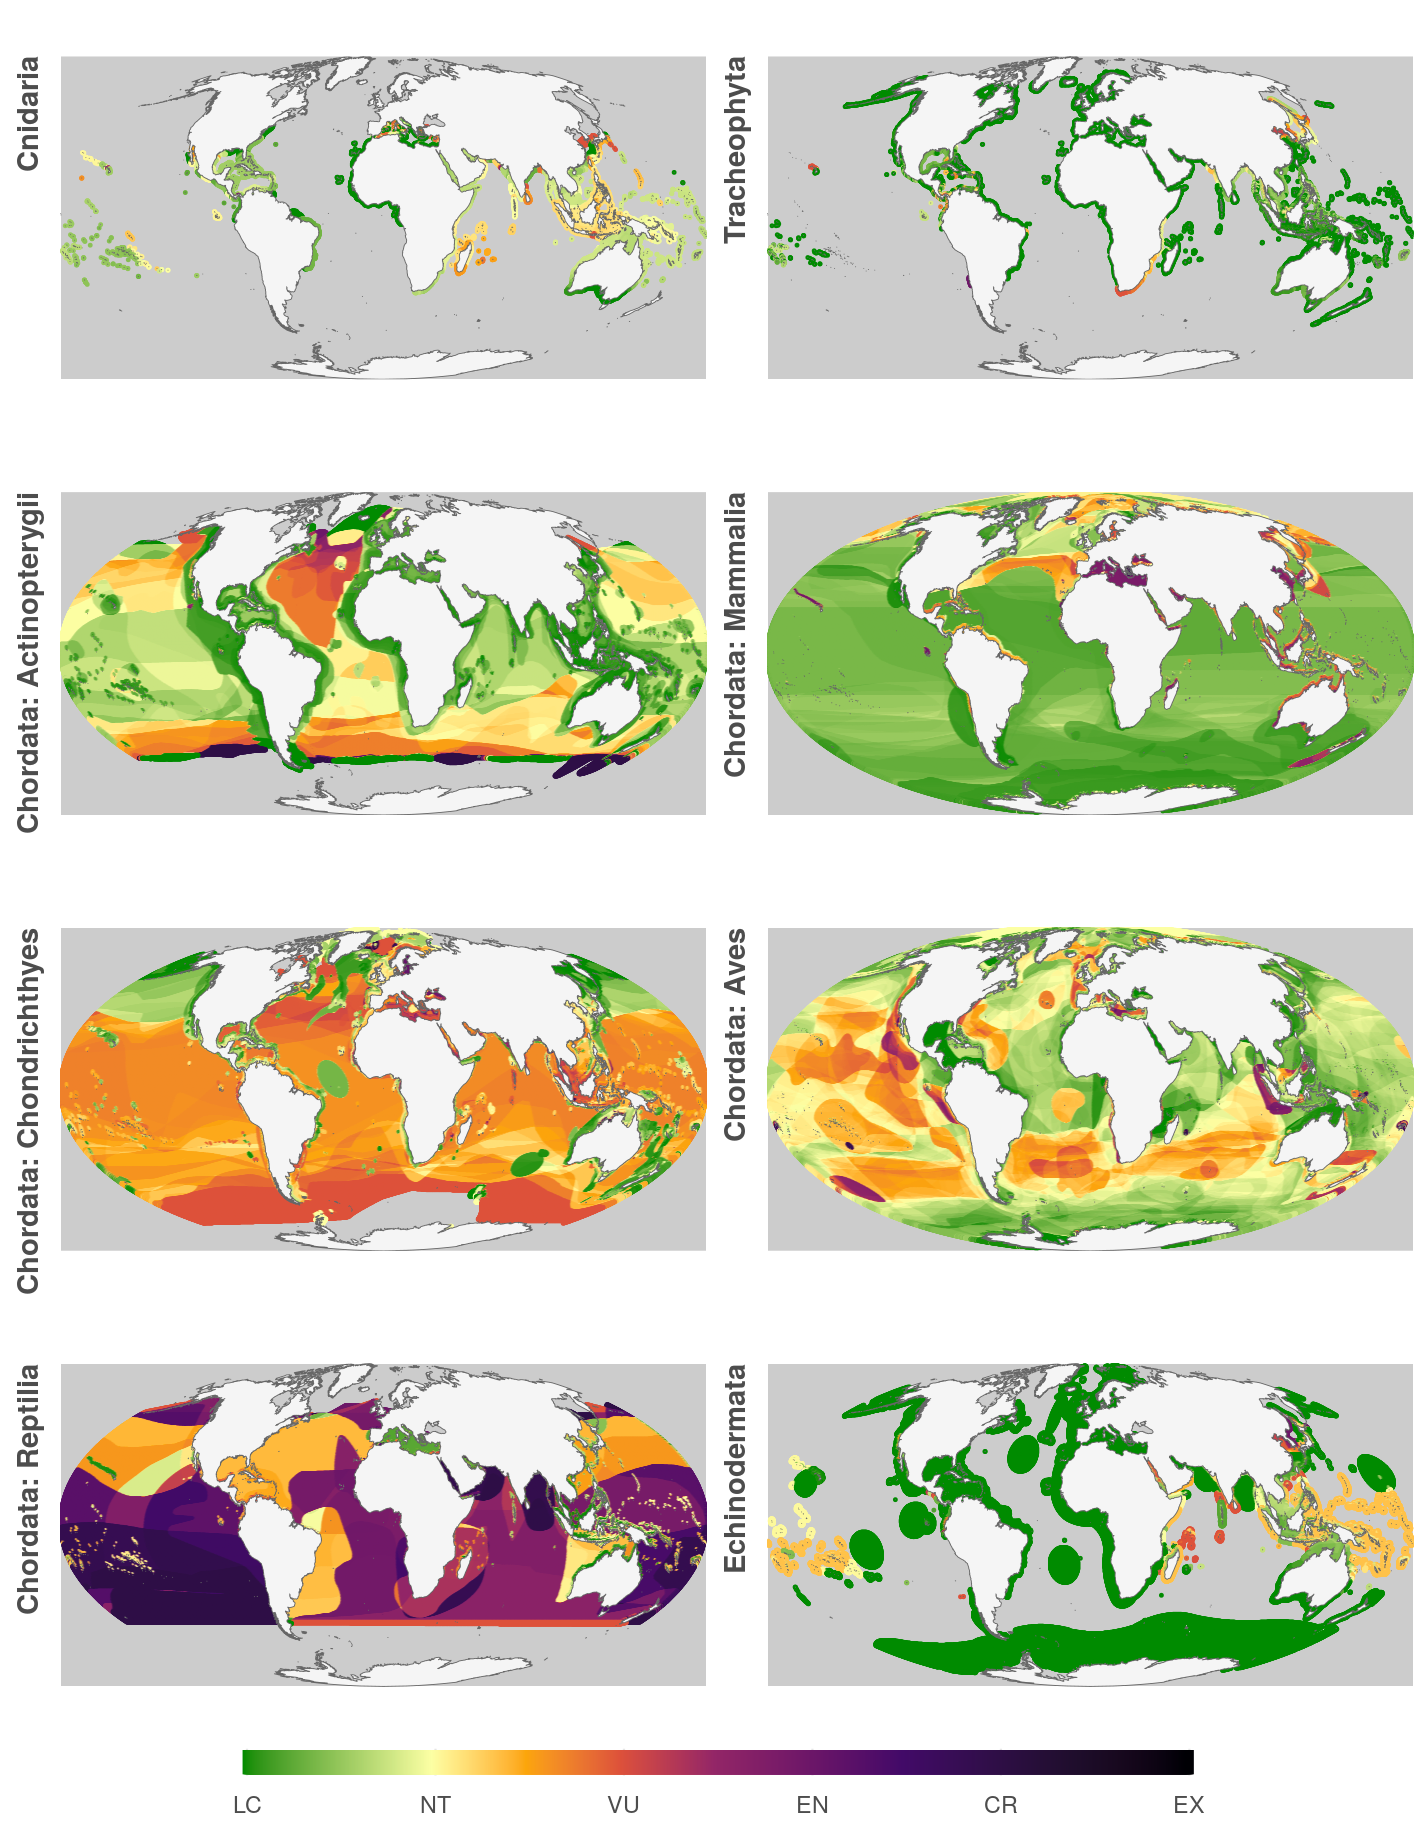 Cnidaria
Tracheophyta
Chordata: Actinopterygii
Chordata: Mammalia
Chordata: Chondrichthyes
Chordata: Aves
Chordata: Reptilia
Echinodermata
LC NT VU EN CR EX